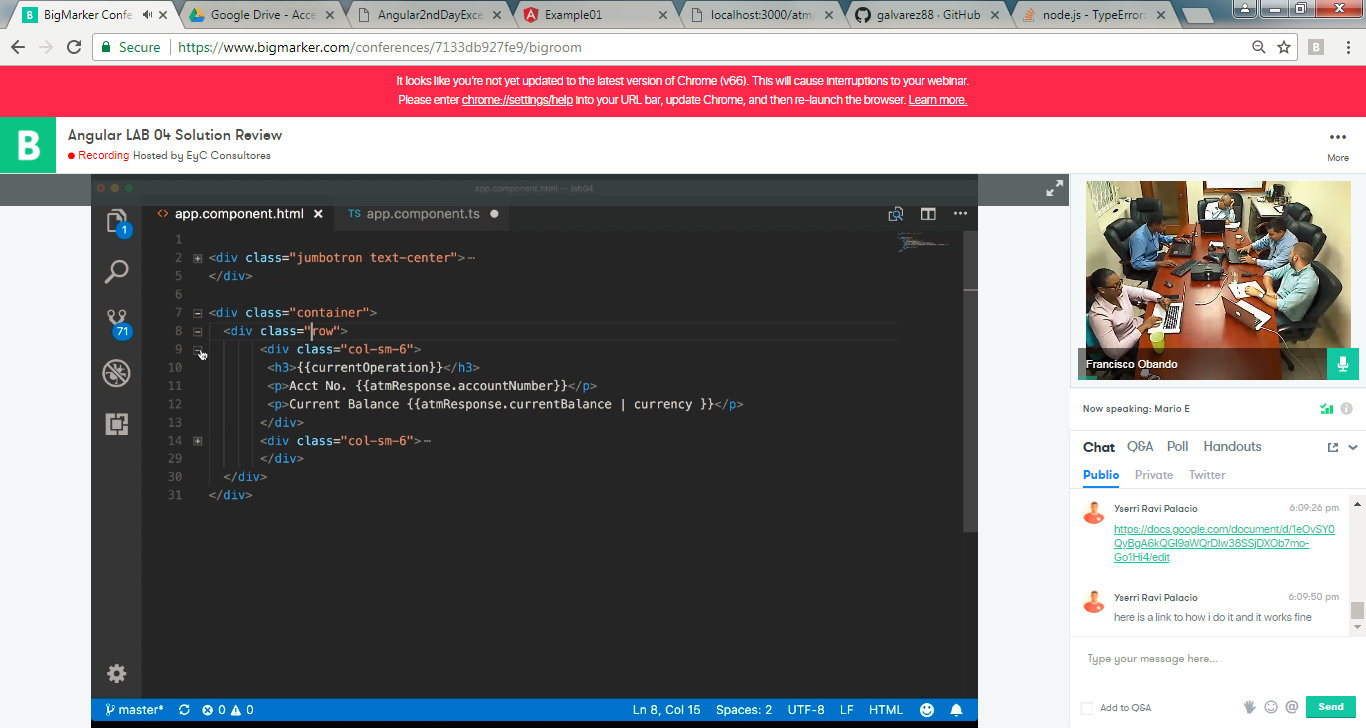 BigMarker Confe
Google Drive - Acce
Angular2ndDayExce
Example01
localhost:3000/atm/
galvarez88 · GitHub
node.js - TypeError:
Secure
https://www.bigmarker.com/conferences/7133db927fe9/bigroom
It looks like you're not yet updated to the latest version of Chrome (v66). This will cause interruptions to your webinar.
Please enter chrome://settings/help into your URL bar, update Chrome, and then re-launch the browser. Learn more.
B
Angular LAB 04 Solution Review
Recording Hosted by EyC Consultores
More
app.component.html — lab04
<> app.component.html
TS app.component.ts
1
71
1
2 <div class="jumbotron text-center">…
5 </div>
6
7 <div class="container">
8 <div class="row">
9 <div class="col-sm-6">
10 <h3>{{currentOperation}}</h3>
11 <p>Acct No. {{atmResponse.accountNumber}}</p>
12 <p>Current Balance {{atmResponse.currentBalance | currency }}</p>
13 </div>
14 <div class="col-sm-6">…
29 </div>
30 </div>
31 </div>
master* 0 0 Ln 8, Col 15 Spaces: 2 UTF-8 LF HTML
Francisco Obando
Now speaking: Mario E
Chat Q&A Poll Handouts
Public Private Twitter
Yserri Ravi Palacio 6:09:26 pm
https://docs.google.com/document/d/1eOvSY0
QyBgA6kQGl9aWQrDlw38SSjDXOb7mo-
Go1Hi4/edit
Yserri Ravi Palacio 6:09:50 pm
here is a link to how i do it and it works fine
Type your message here...
Add to Q&A
Send